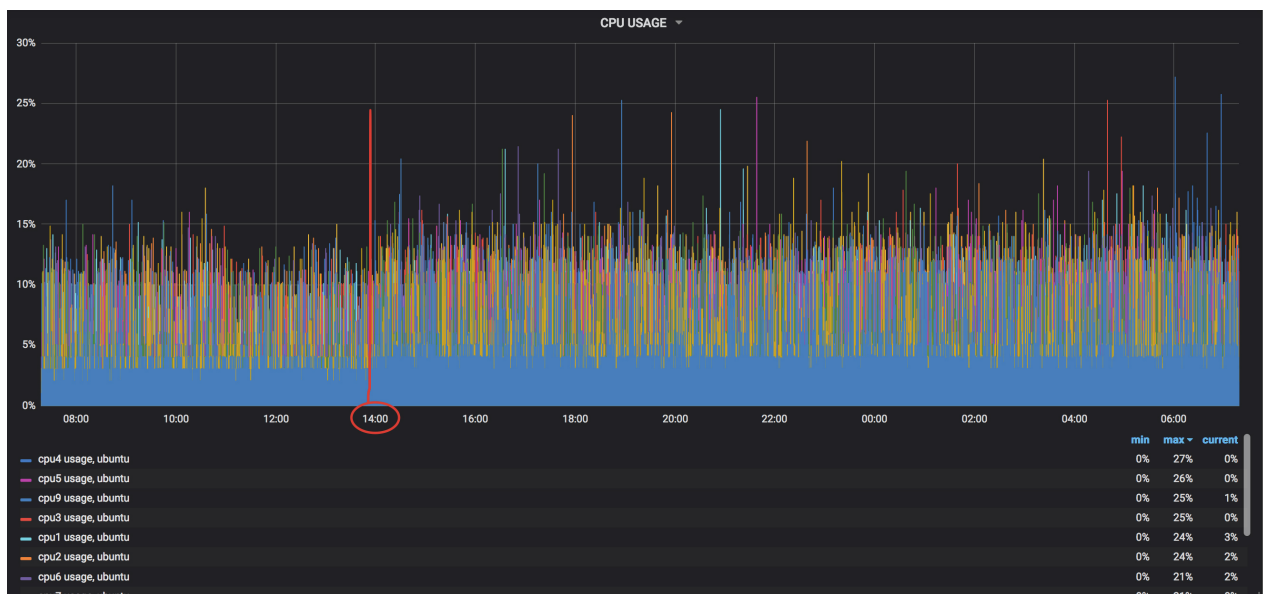 CPU USAGE
30%
25%
20%
15%
10%
5%
0%
08:00 10:00 12:00 14:00 16:00 18:00 20:00 22:00 00:00 02:00 04:00 06:00
min max current
cpu4 usage, ubuntu 0% 27% 0%
cpu5 usage, ubuntu 0% 26% 0%
cpu9 usage, ubuntu 0% 25% 1%
cpu3 usage, ubuntu 0% 25% 0%
cpu1 usage, ubuntu 0% 24% 3%
cpu2 usage, ubuntu 0% 24% 2%
cpu6 usage, ubuntu 0% 21% 2%